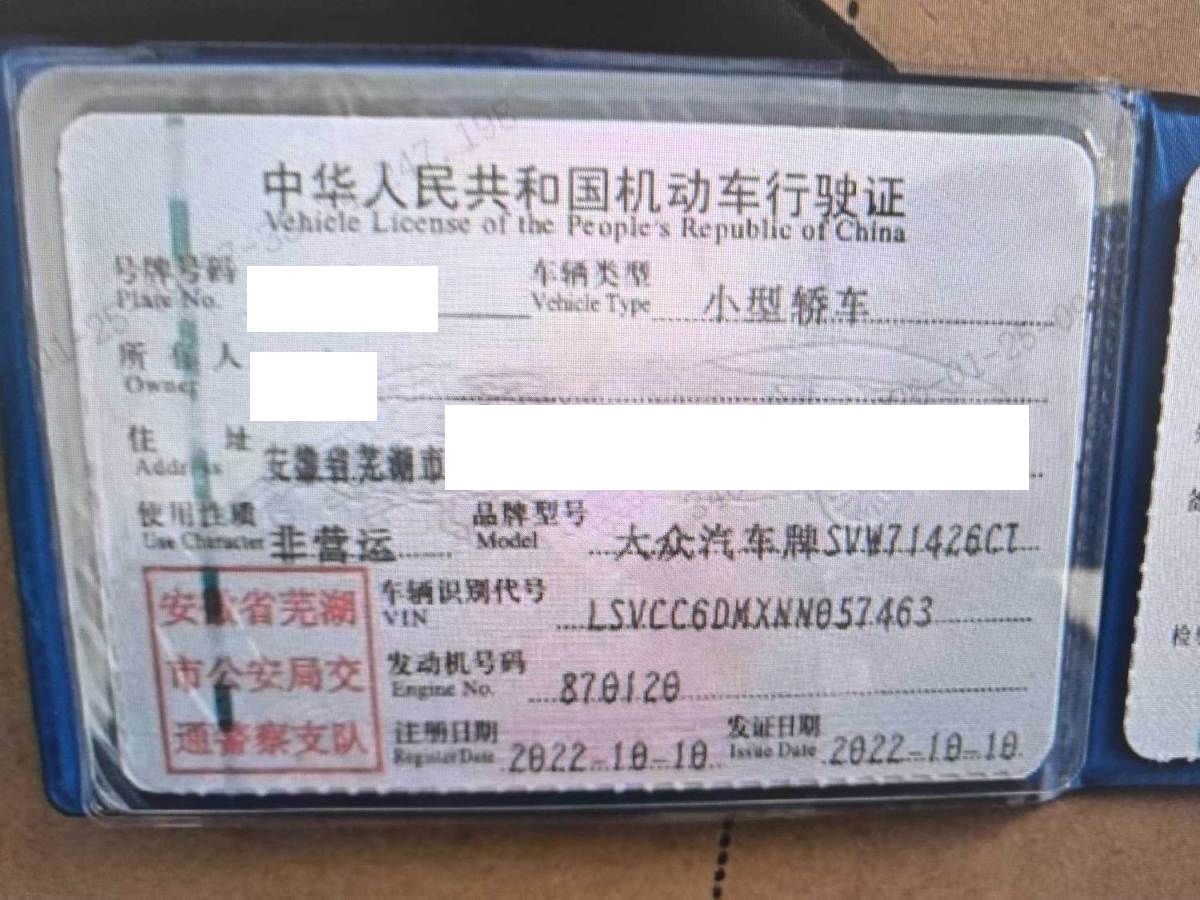 中华人民共和国机动车行驶证
Vehicle License of the People's Republic of China
号牌号码 车辆类型 小型轿车
Plate No. Vehicle Type
所有人
Owner
住址 安徽省芜湖市
Address
使用性质 非营运 品牌型号 大众汽车牌SVW71426CT
Use Character Model
安徽省芜湖 车辆识别代号 LSVCC6DMXNN057463
VIN
市公安局交 发动机号码 870120
Engine No.
通警察支队 注册日期 2022-10-10 发证日期 2022-10-10
Register Date Issue Date